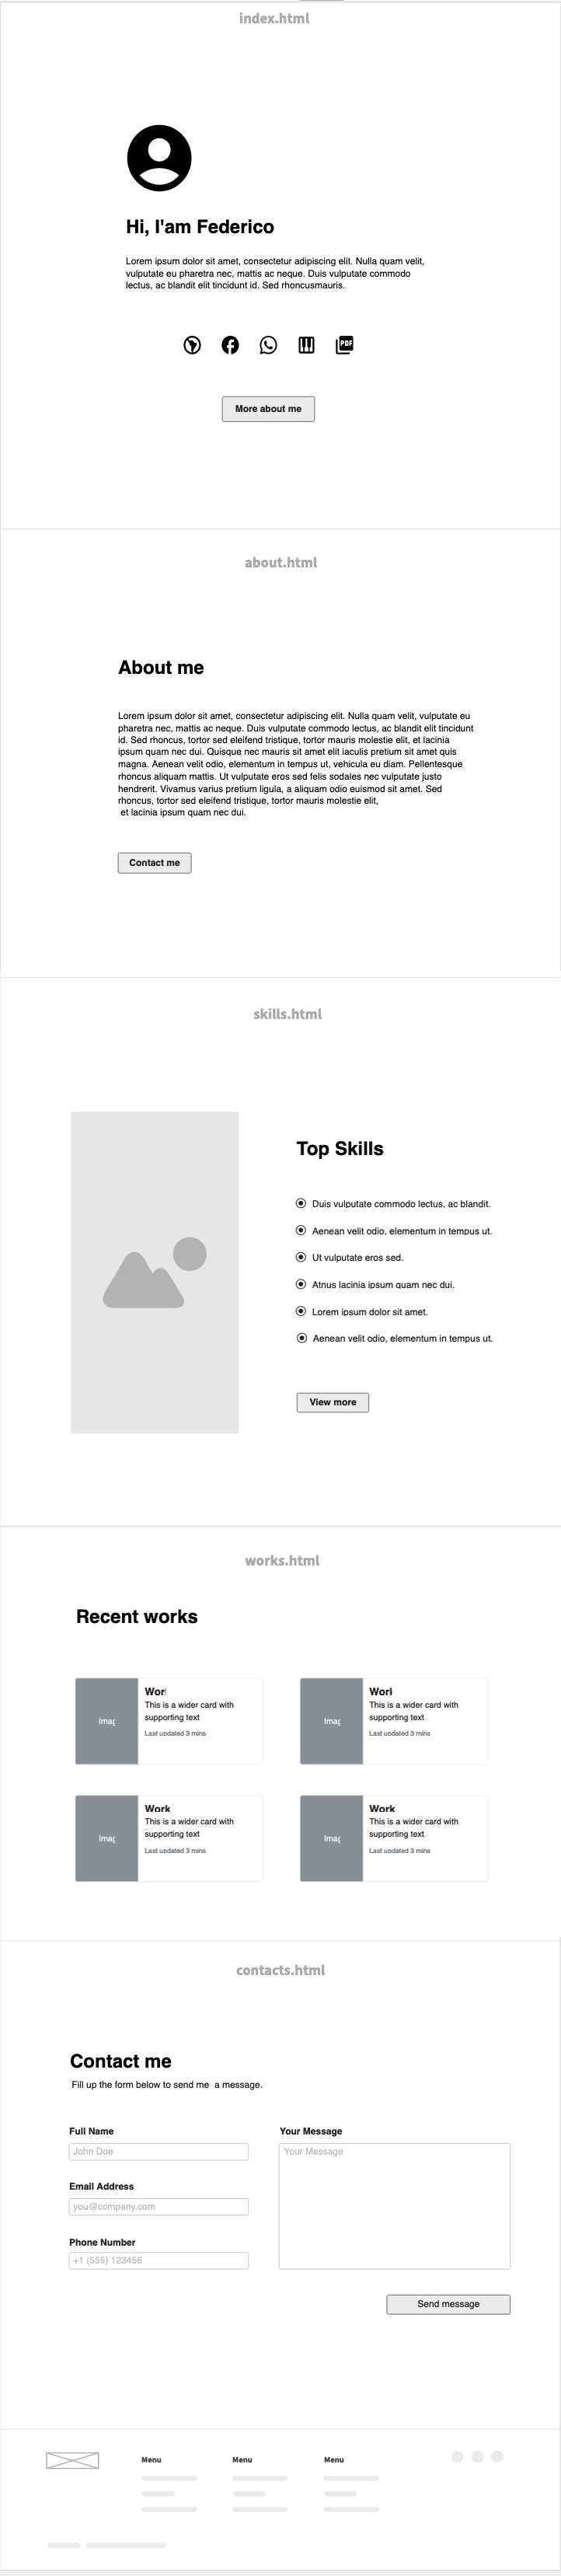 index.html
Hi, I'am Federico
Lorem ipsum dolor sit amet, consectetur adipiscing elit. Nulla quam velit,
vulputate eu pharetra nec, mattis ac neque. Duis vulputate commodo
lectus, ac blandit elit tincidunt id. Sed rhoncusmauris.
PDF
More about me
about.html
About me
Lorem ipsum dolor sit amet, consectetur adipiscing elit. Nulla quam velit, vulputate eu
pharetra nec, mattis ac neque. Duis vulputate commodo lectus, ac blandit elit tincidunt
id. Sed rhoncus, tortor sed eleifend tristique, tortor mauris molestie elit, et lacinia
ipsum quam nec dui. Quisque nec mauris sit amet elit iaculis pretium sit amet quis
magna. Aenean velit odio, elementum in tempus ut, vehicula eu diam. Pellentesque
rhoncus aliquam mattis. Ut vulputate eros sed felis sodales nec vulputate justo
hendrerit. Vivamus varius pretium ligula, a aliquam odio euismod sit amet. Sed
rhoncus, tortor sed eleifend tristique, tortor mauris molestie elit,
et lacinia ipsum quam nec dui.
Contact me
skills.html
Top Skills
Duis vulputate commodo lectus, ac blandit.
Aenean velit odio, elementum in tempus ut.
Ut vulputate eros sed.
Atnus lacinia ipsum quam nec dui.
Lorem ipsum dolor sit amet.
Aenean velit odio, elementum in tempus ut.
View more
works.html
Recent works
This is a wider card with
supporting text
Last updated 3 mins
This is a wider card with
supporting text
Last updated 3 mins
Work
This is a wider card with
supporting text
Last updated 3 mins
Work
This is a wider card with
supporting text
Last updated 3 mins
contacts.html
Contact me
Fill up the form below to send me a message.
Full Name
John Doe
Email Address
you@company.com
Phone Number
+1 (555) 123456
Your Message
Your Message
Send message
Menu
Menu
Menu